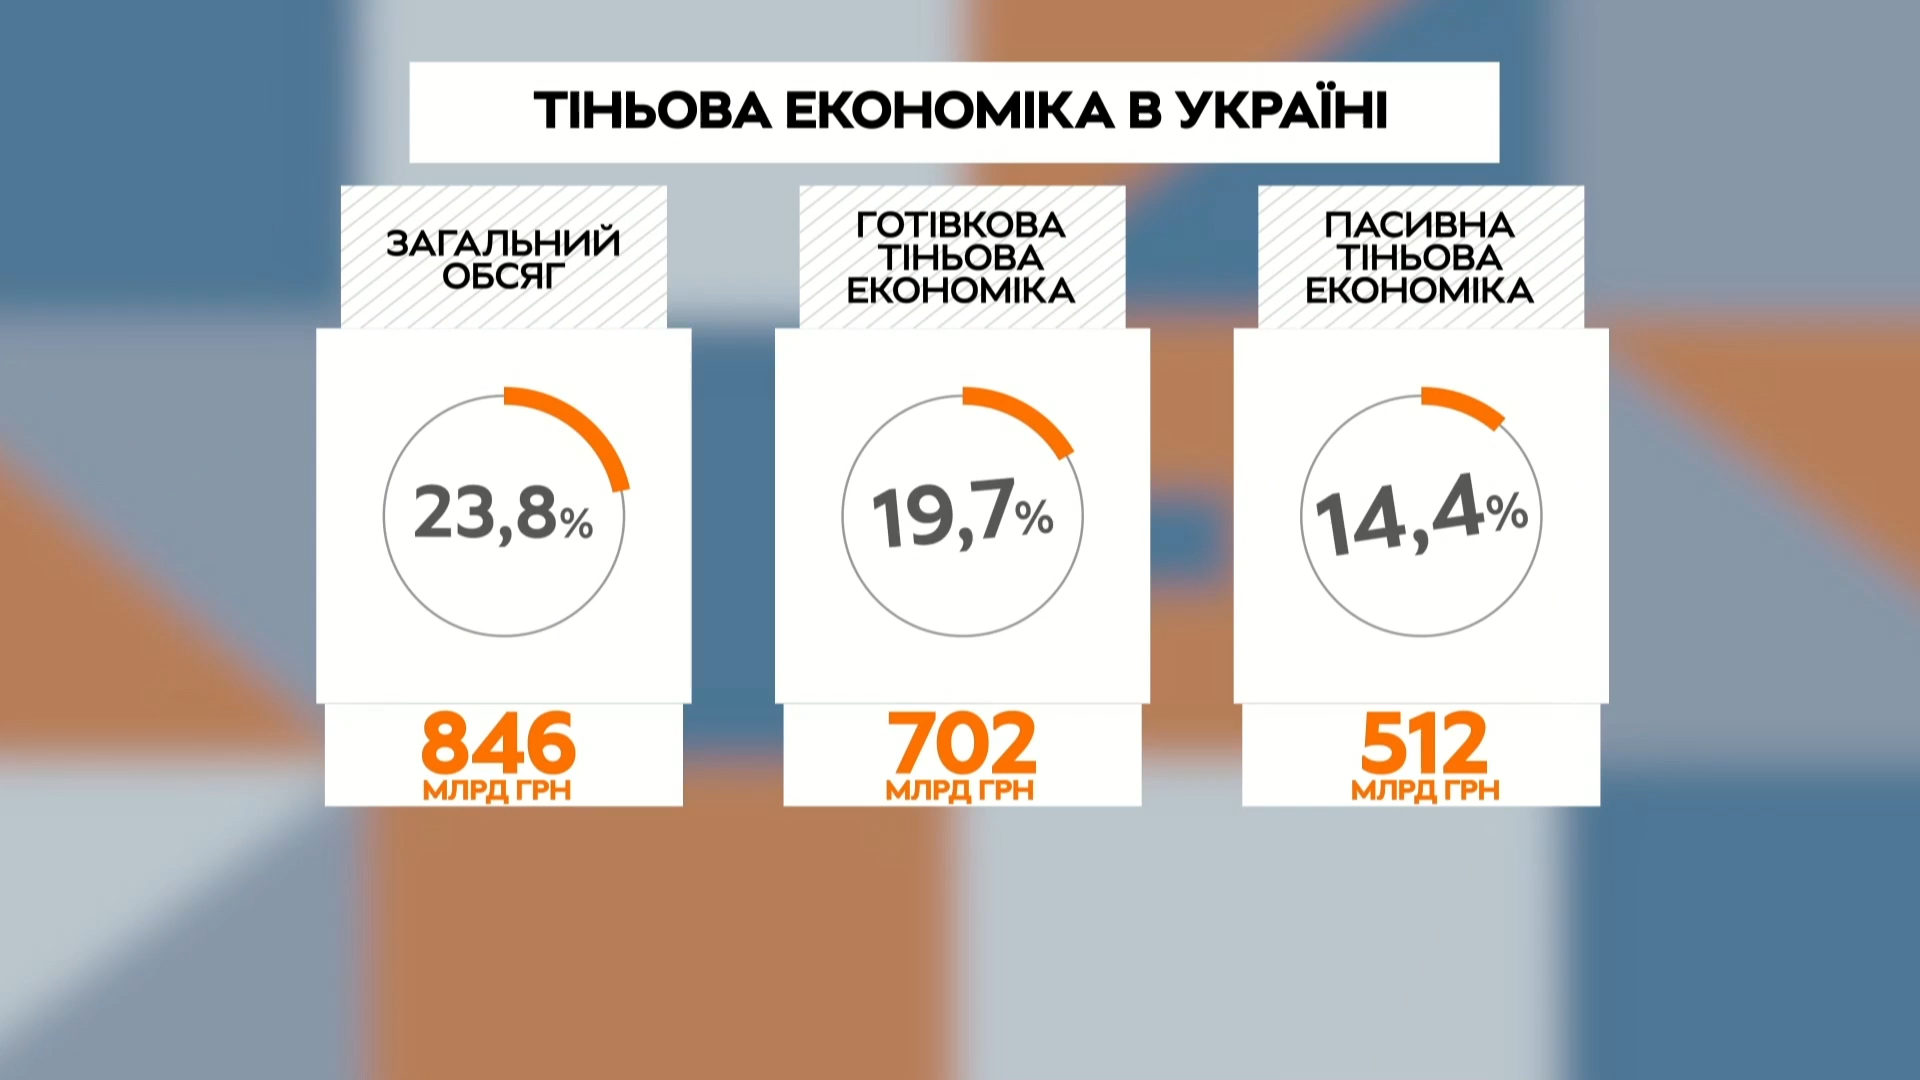 ТІНЬОВА ЕКОНОМІКА В УКРАЇНІ
ЗАГАЛЬНИЙ
ОБСЯГ
23,8%
846
МЛРД ГРН
ГОТІВКОВА
ТІНЬОВА
ЕКОНОМІКА
19,7%
702
МЛРД ГРН
ПАСИВНА
ТІНЬОВА
ЕКОНОМІКА
14,4%
512
МЛРД ГРН